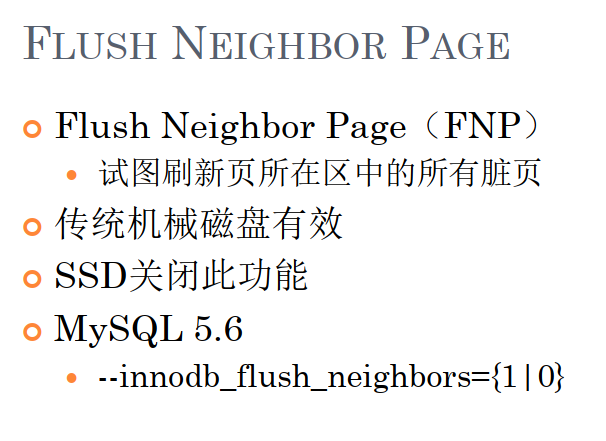 FLUSH NEIGHBOR PAGE
Flush Neighbor Page（FNP）
试图刷新页所在区中的所有脏页
传统机械磁盘有效
SSD关闭此功能
MySQL 5.6
--innodb_flush_neighbors={1|0}